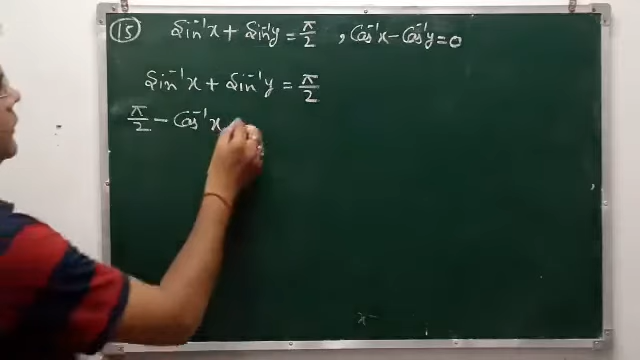 (15) Sin⁻¹x + Sin⁻¹y = π/2 , Cos⁻¹x - Cos⁻¹y = 0
Sin⁻¹x + Sin⁻¹y = π/2
π/2 - Cos⁻¹x